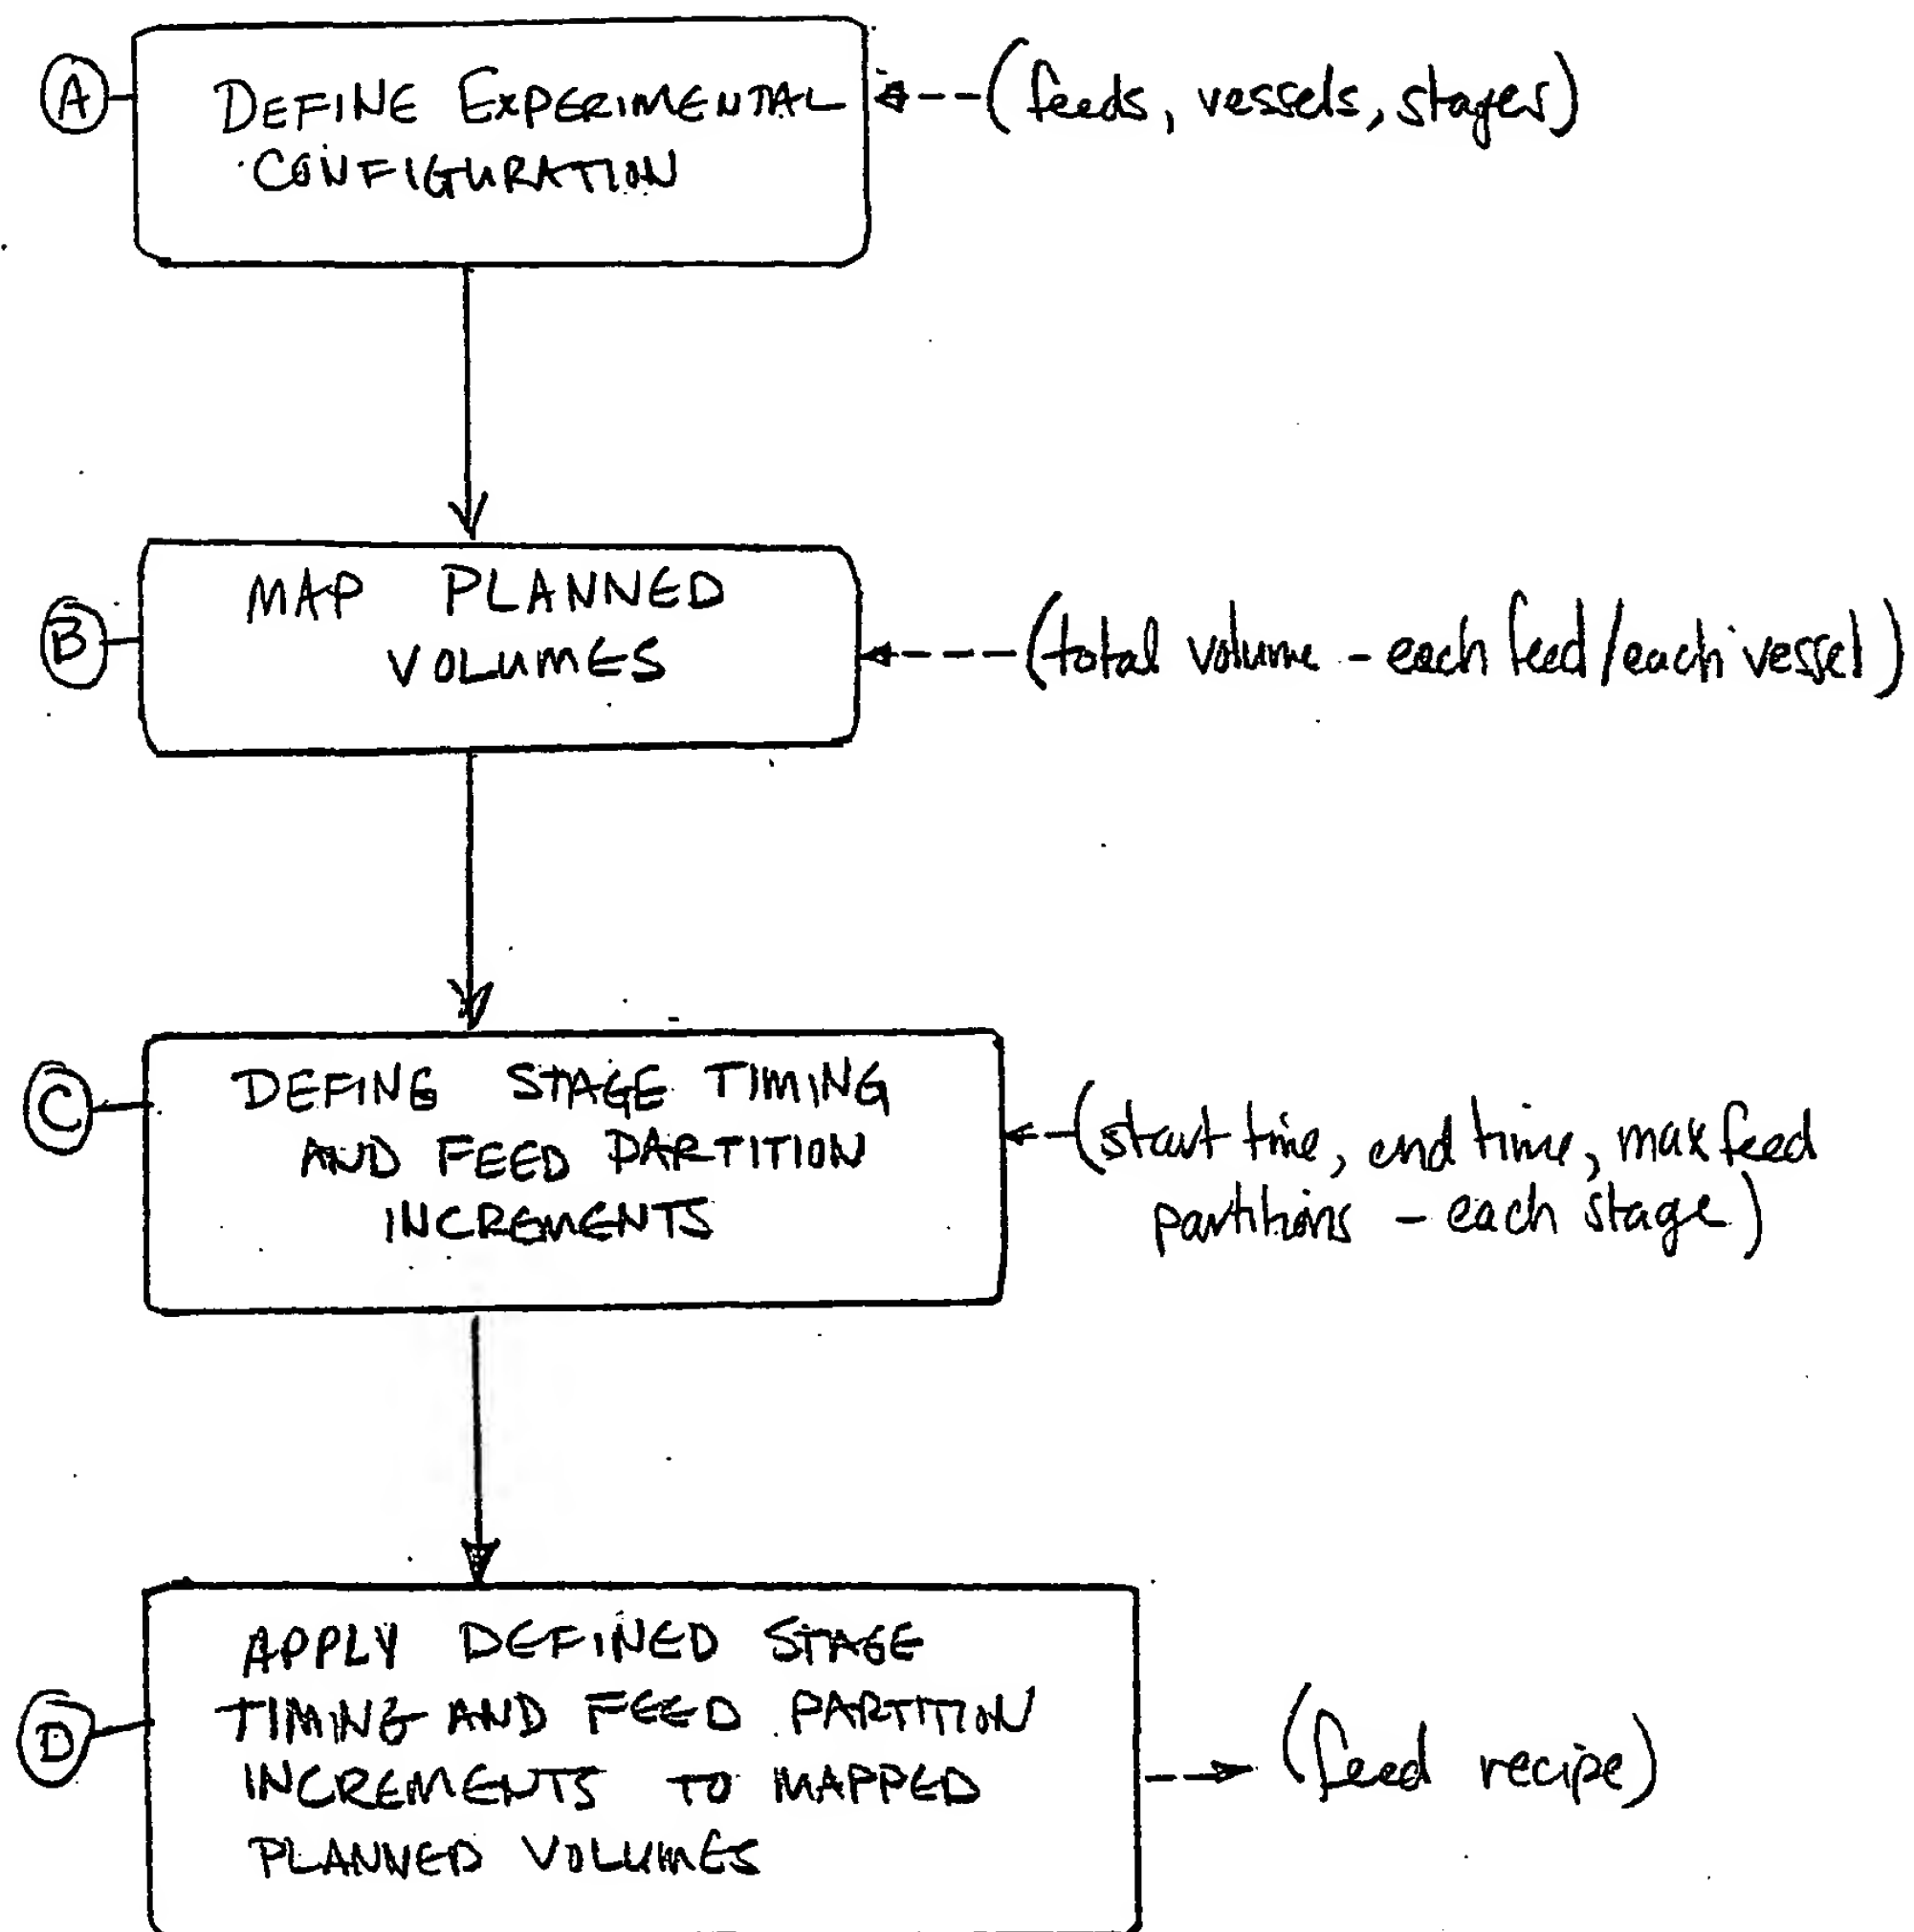 A
DEFINE EXPERIMENTAL
CONFIGURATION
(feeds, vessels, stages)
B
MAP PLANNED
VOLUMES
(total volume - each feed/each vessel)
C
DEFINE STAGE TIMING
AND FEED PARTITION
INCREMENTS
(start time, end time, max feed
partitions - each stage)
D
APPLY DEFINED STAGE
TIMING AND FEED PARTITION
INCREMENTS TO MAPPED
PLANNED VOLUMES
(feed recipe)